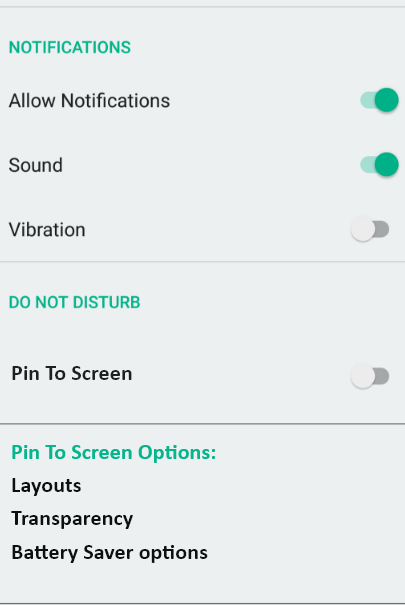 NOTIFICATIONS
Allow Notifications
Sound
Vibration
DO NOT DISTURB
Pin To Screen
Pin To Screen Options:
Layouts
Transparency
Battery Saver options